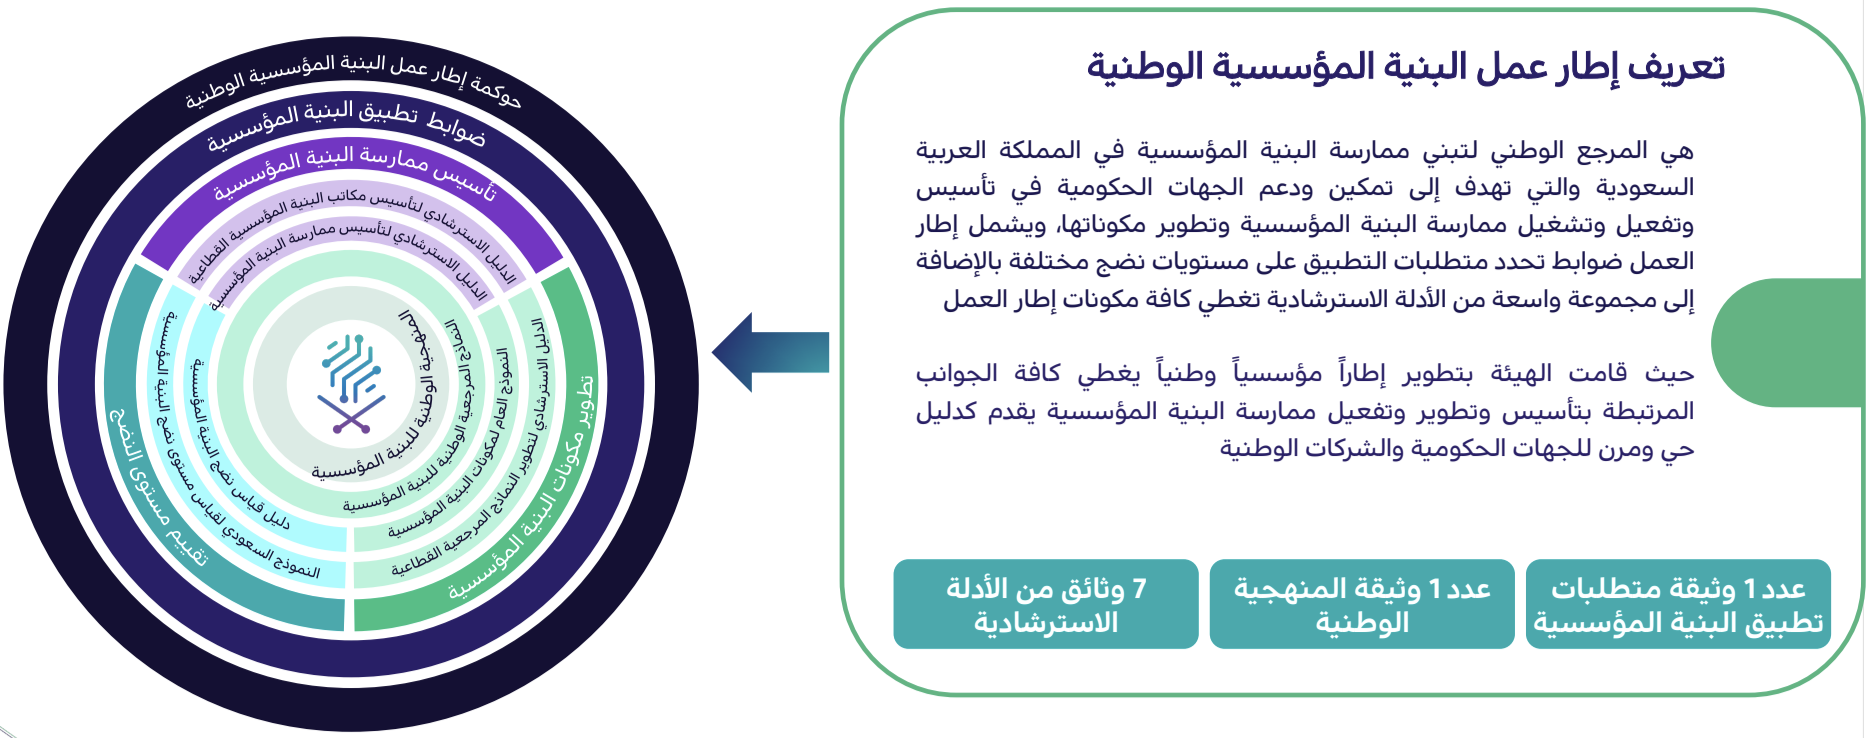 تعريف إطار عمل البنية المؤسسية الوطنية
هي المرجع الوطني لتبني ممارسة البنية المؤسسية في المملكة العربية
السعودية والتي تهدف إلى تمكين ودعم الجهات الحكومية في تأسيس
وتفعيل وتشغيل ممارسة البنية المؤسسية وتطوير مكوناتها، ويشمل إطار
العمل ضوابط تحدد متطلبات التطبيق على مستويات نضج مختلفة بالإضافة
إلى مجموعة واسعة من الأدلة الاسترشادية تغطي كافة مكونات إطار العمل
حيث قامت الهيئة بتطوير إطاراً مؤسسياً وطنياً يغطي كافة الجوانب
المرتبطة بتأسيس وتطوير وتفعيل ممارسة البنية المؤسسية يقدم كدليل
حي ومرن للجهات الحكومية والشركات الوطنية
عدد 1 وثيقة متطلبات
تطبيق البنية المؤسسية
عدد 1 وثيقة المنهجية
الوطنية
7 وثائق من الأدلة
الاسترشادية
حوكمة إطار عمل البنية المؤسسية الوطنية
ضوابط تطبيق البنية المؤسسية
تأسيس ممارسة البنية المؤسسية
الدليل الاسترشادي لتأسيس مكاتب البنية المؤسسية القطاعية
الدليل الاسترشادي لتأسيس ممارسة البنية المؤسسية
المنهجية الوطنية للبنية المؤسسية
النماذج المرجعية الوطنية للبنية المؤسسية
النموذج العام لمكونات البنية المؤسسية
الدليل الاسترشادي لتطوير النماذج المرجعية القطاعية
تطوير مكونات البنية المؤسسية
دليل قياس نضج البنية المؤسسية
النموذج السعودي لقياس مستوى نضج البنية المؤسسية
تقييم مستوى النضج